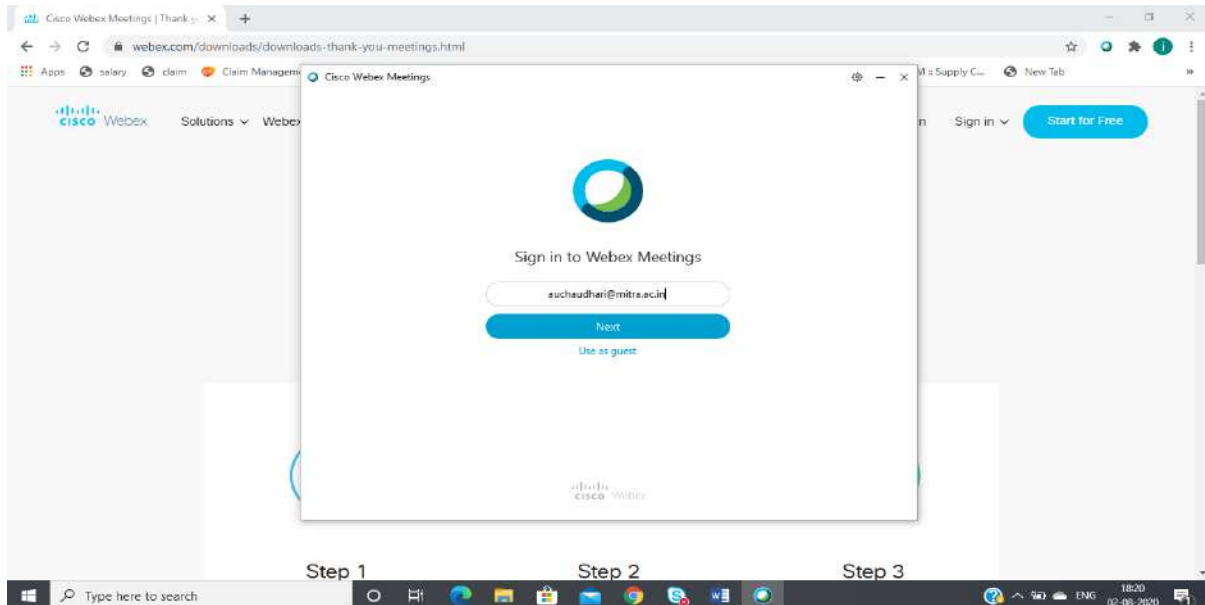 Cisco Webex Meetings | Thank y
webex.com/downloads/downloads-thank-you-meetings.html
Apps salary claim Claim Managem
M :: Supply C... New Tab
Cisco Webex Meetings
CISCO Webex Solutions Webex
n Sign in Start for Free
Sign in to Webex Meetings
auchaudhari@mitra.ac.in
Next
Use as guest
CISCO Webex
Step 1 Step 2 Step 3
Type here to search
ENG 18:20
02-08-2020